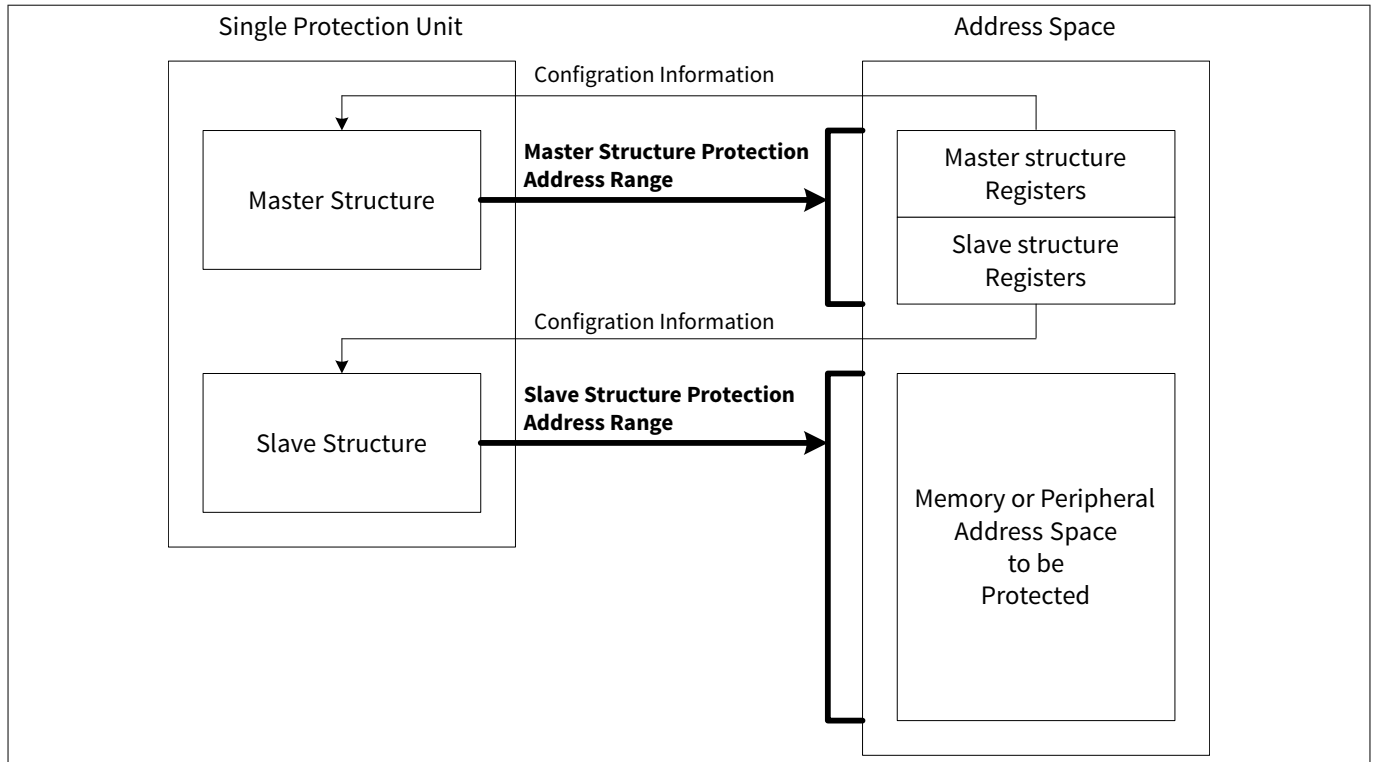 Single Protection Unit
Address Space
Configration Information
Master Structure
Master Structure Protection
Address Range
Master structure
Registers
Slave structure
Registers
Configration Information
Slave Structure
Slave Structure Protection
Address Range
Memory or Peripheral
Address Space
to be
Protected